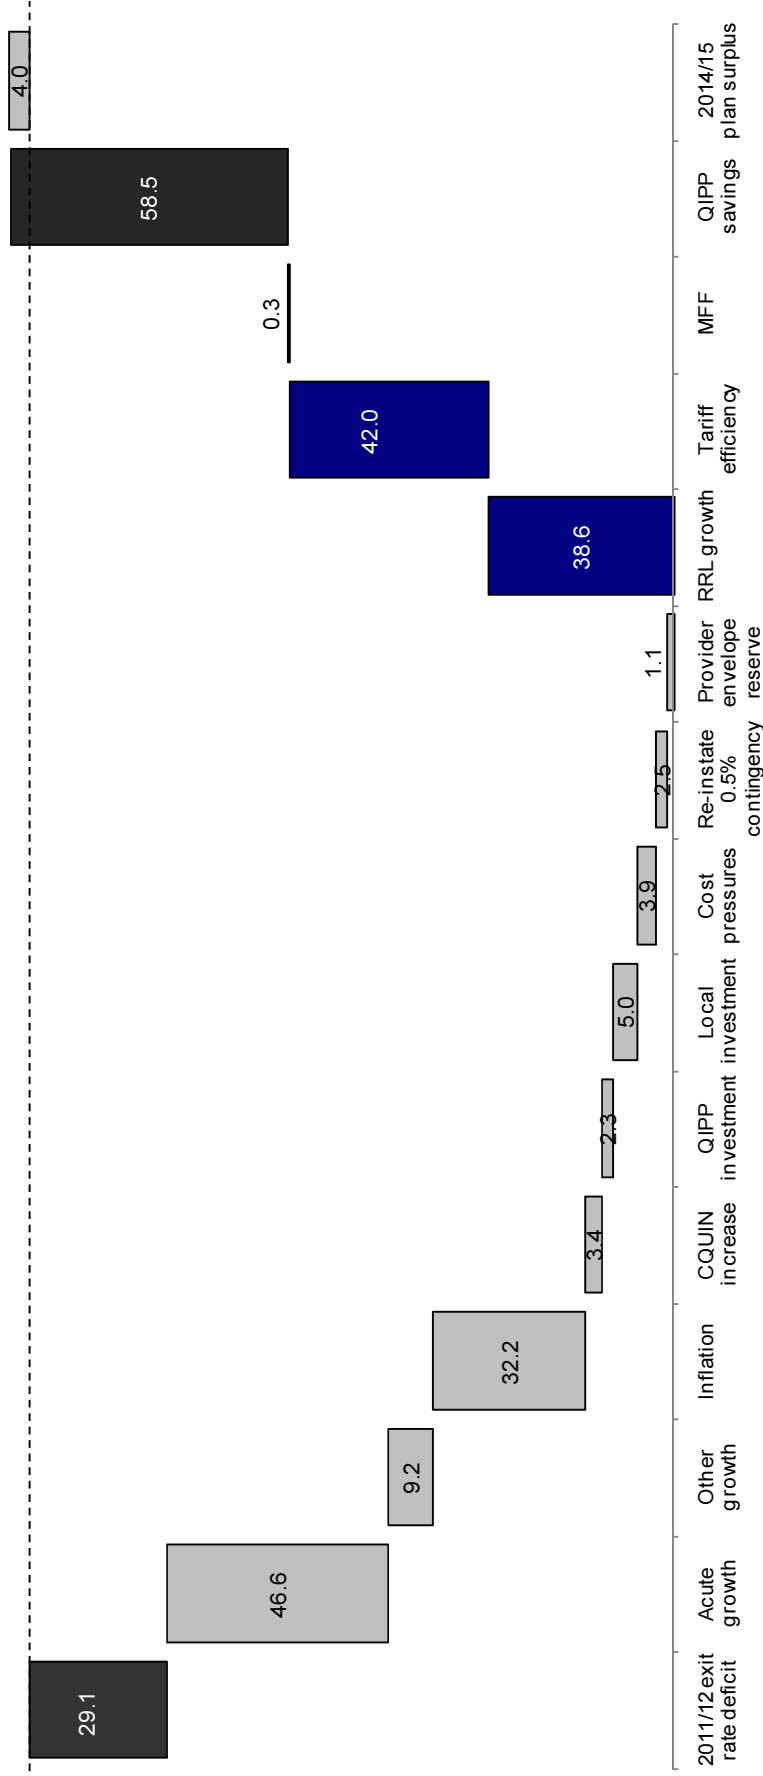 29.1
46.6
9.2
32.2
3.4
2.3
5.0
3.9
2.5
1.1
38.6
42.0
0.3
58.5
4.0
2011/12 exit
rate deficit
Acute
growth
Other
growth
Inflation
CQUIN
increase
QIPP
investment
Local
investment
Cost
pressures
Re-instate
0.5%
contingency
Provider
envelope
reserve
RRL growth
Tariff
efficiency
MFF
QIPP
savings
2014/15
plan surplus